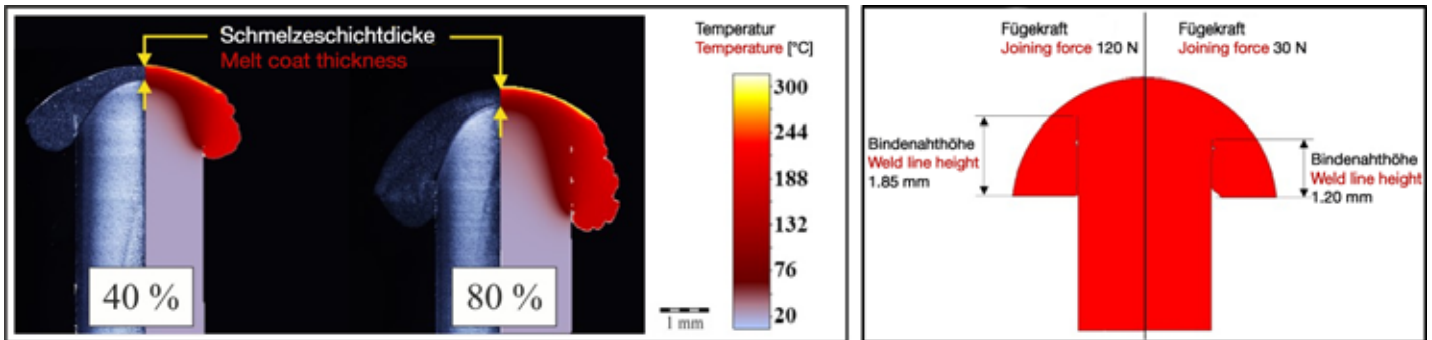 Schmelzeschichtdicke
Melt coat thickness
40 %
80 %
Temperatur
Temperature [°C]
300
244
188
132
76
20
1 mm
Fügekraft
Joining force 120 N
Fügekraft
Joining force 30 N
Bindenahthöhe
Weld line height
1.85 mm
Bindenahthöhe
Weld line height
1.20 mm